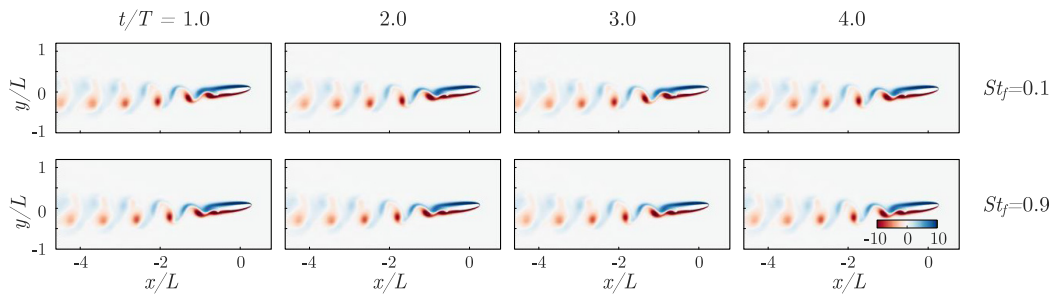 t/T = 1.0 2.0 3.0 4.0
1
y/L
0
-1
St_f=0.1
1
y/L
0
-1
St_f=0.9
-10 0 10
-4 -2 0 -4 -2 0 -4 -2 0 -4 -2 0
x/L x/L x/L x/L